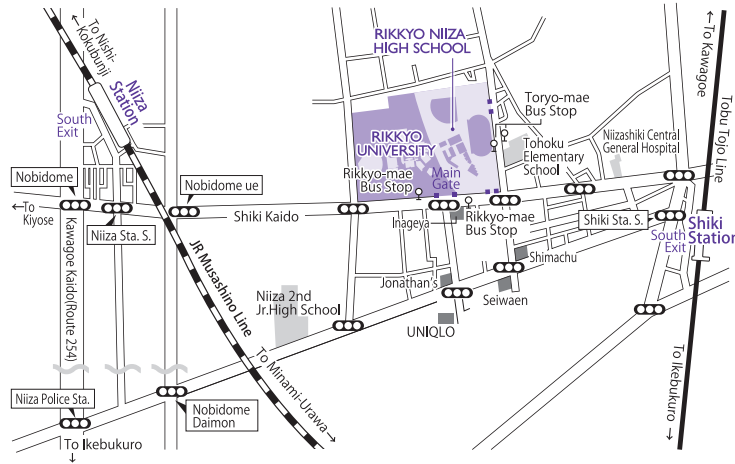 RIKKYO NIIZA
HIGH SCHOOL
←To Nishi-
Kokubunji
Niiza
Station
South
Exit
Toryo-mae
Bus Stop
←To Kawagoe
Tobu Tojo Line
RIKKYO
UNIVERSITY
Tohoku
Elementary
School
Niizashiki Central
General Hospital
Nobidome
Nobidome ue
Rikkyo-mae
Bus Stop
Main
Gate
←To
Kiyose
Niiza Sta. S.
Shiki Kaido
Inageya
Rikkyo-mae
Bus Stop
Shiki Sta. S.
South
Exit
Shiki
Station
Kawagoe Kaido(Route 254)
JR Musashino Line
Shimachu
Jonathan's
Seiwaen
Niiza 2nd
Jr.High School
UNIQLO
Niiza Police Sta.
Nobidome
Daimon
To Minami-Urawa→
To Ikebukuro→
To Ikebukuro
↓